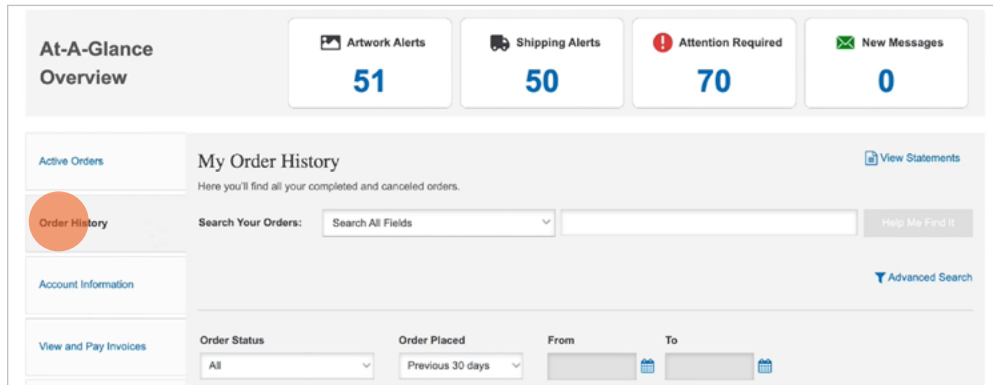 At-A-Glance
Overview
Artwork Alerts
51
Shipping Alerts
50
Attention Required
70
New Messages
0
Active Orders
Order History
Account Information
View and Pay Invoices
My Order History
View Statements
Here you'll find all your completed and canceled orders.
Search Your Orders: Search All Fields Help Me Find It
Advanced Search
Order Status Order Placed From To
All Previous 30 days